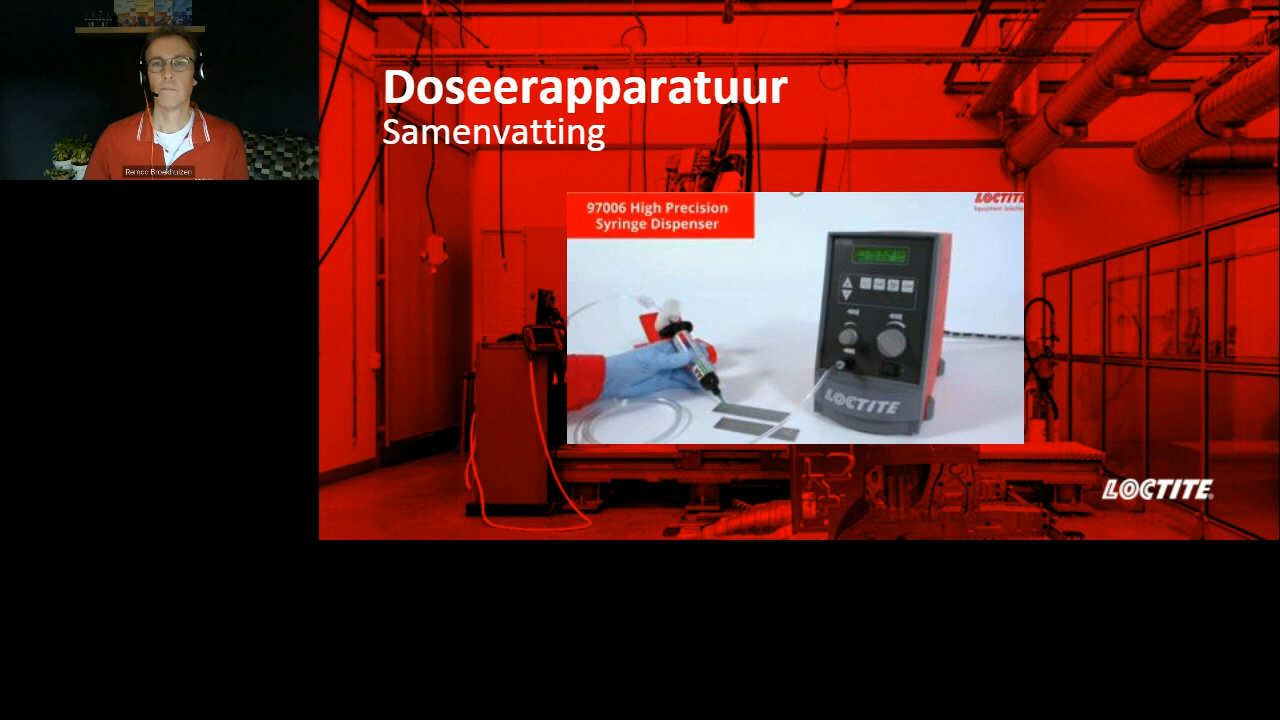 Remco Broekhuizen
Doseerapparatuur
Samenvatting
97006 High Precision
Syringe Dispenser
LOCTITE
LOCTITE
LOCTITE